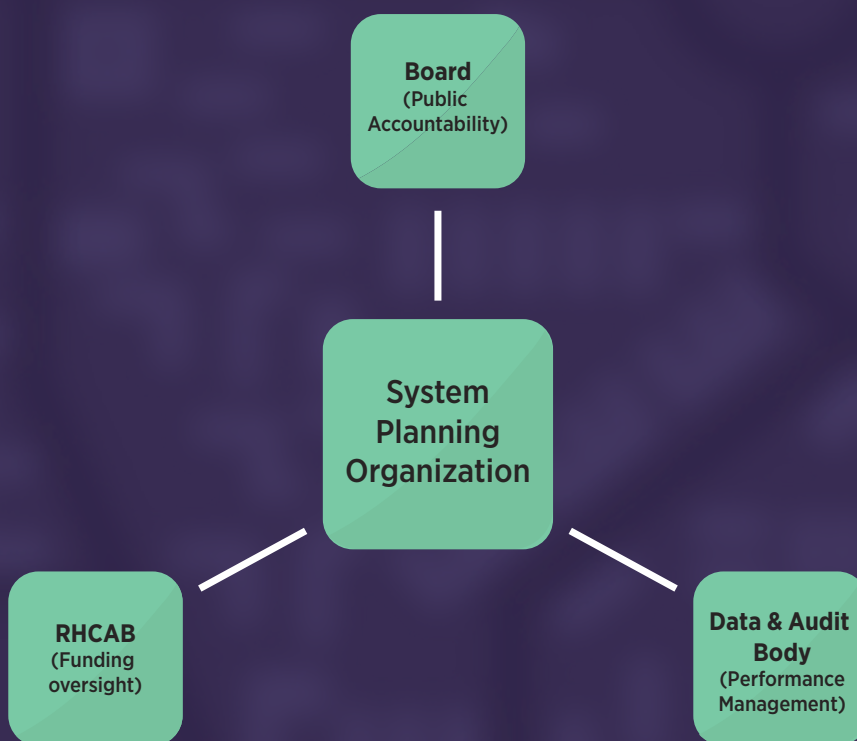 Board
(Public
Accountability)
System
Planning
Organization
RHCAB
(Funding
oversight)
Data & Audit
Body
(Performance
Management)